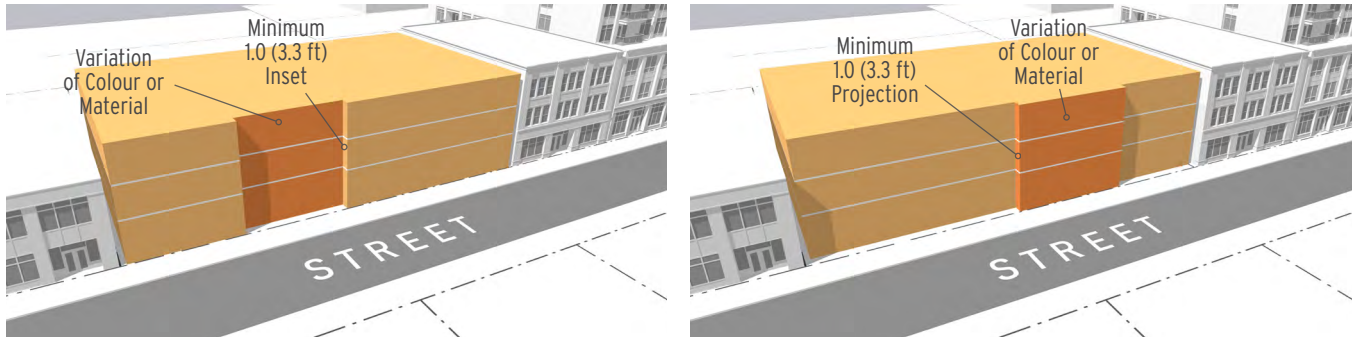 Variation
of Colour or
Material
Minimum
1.0 (3.3 ft)
Inset
STREET
Minimum
1.0 (3.3 ft)
Projection
Variation
of Colour or
Material
STREET